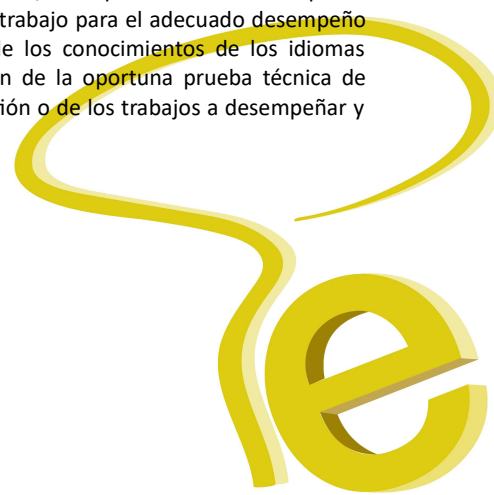 trabajo para el adecuado desempeño
e los conocimientos de los idiomas
n de la oportuna prueba técnica de
ión o de los trabajos a desempeñar y
e